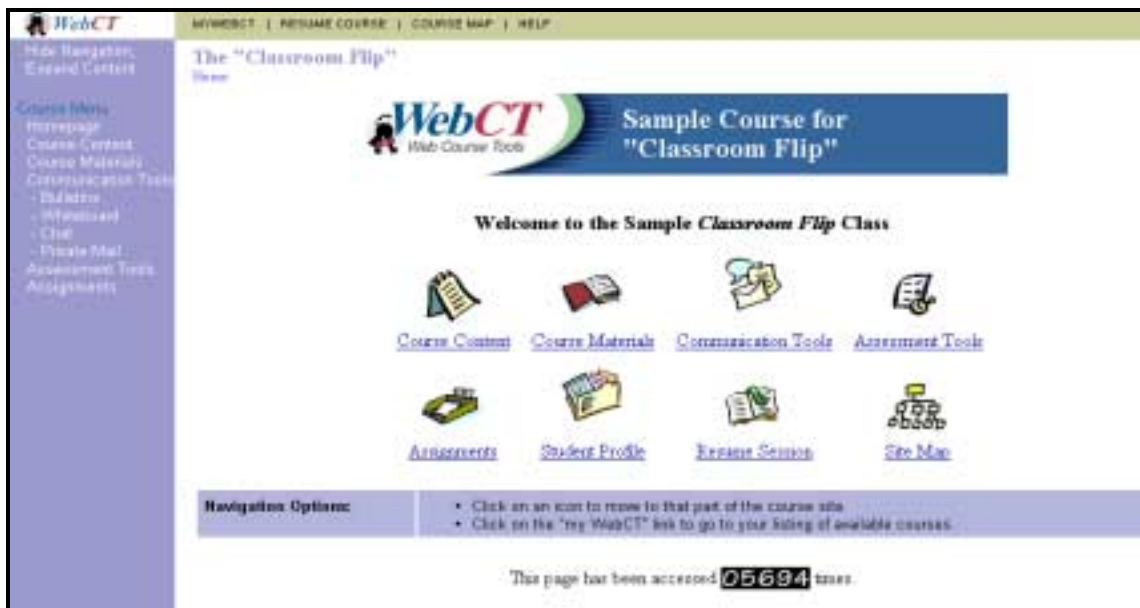 WebCT
MYWEBCT | RESUME COURSE | COURSE MAP | HELP
Hide Navigation,
Expand Content
The "Classroom Flip"
Home
Course Menu
Homepage
Course Content
Course Materials
Communication Tools
- Bulletins
- Whiteboard
- Chat
- Private Mail
Assessment Tools
Assignments
WebCT
Web Course Tools
Sample Course for
"Classroom Flip"
Welcome to the Sample Classroom Flip Class
Course Content Course Materials Communication Tools Assessment Tools
Assignments Student Profile Resume Session Site Map
Navigation Options:
• Click on an icon to move to that part of the course site
• Click on the "my WebCT" link to go to your listing of available courses.
This page has been accessed 05694 times.